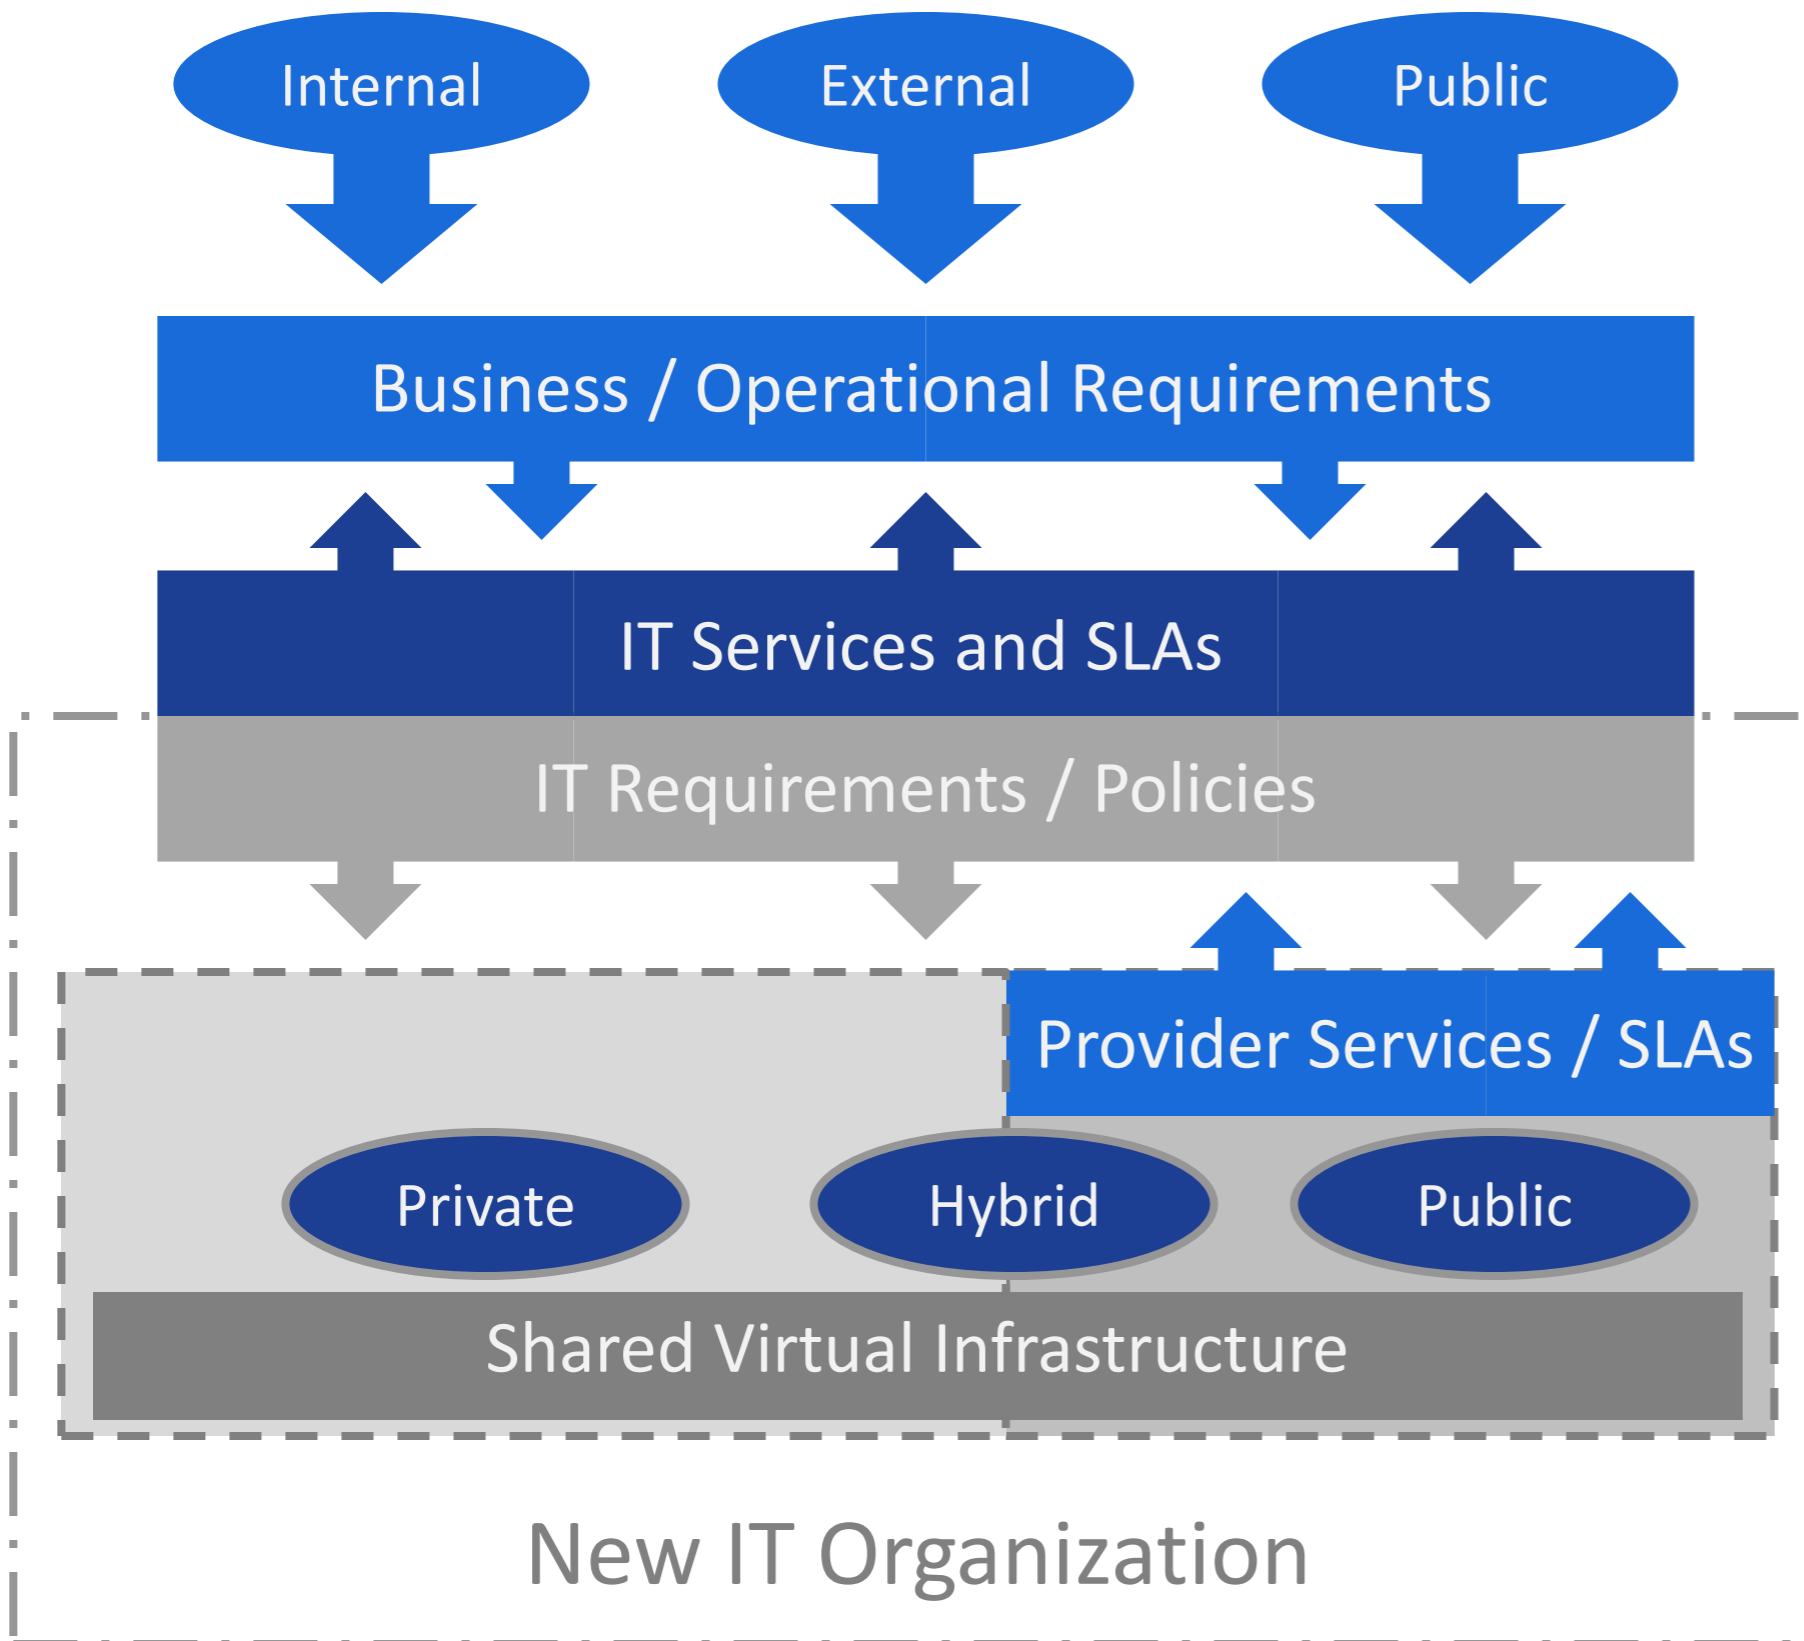 Internal
External
Public
Business / Operational Requirements
IT Services and SLAs
IT Requirements / Policies
Provider Services / SLAs
Private
Hybrid
Public
Shared Virtual Infrastructure
New IT Organization